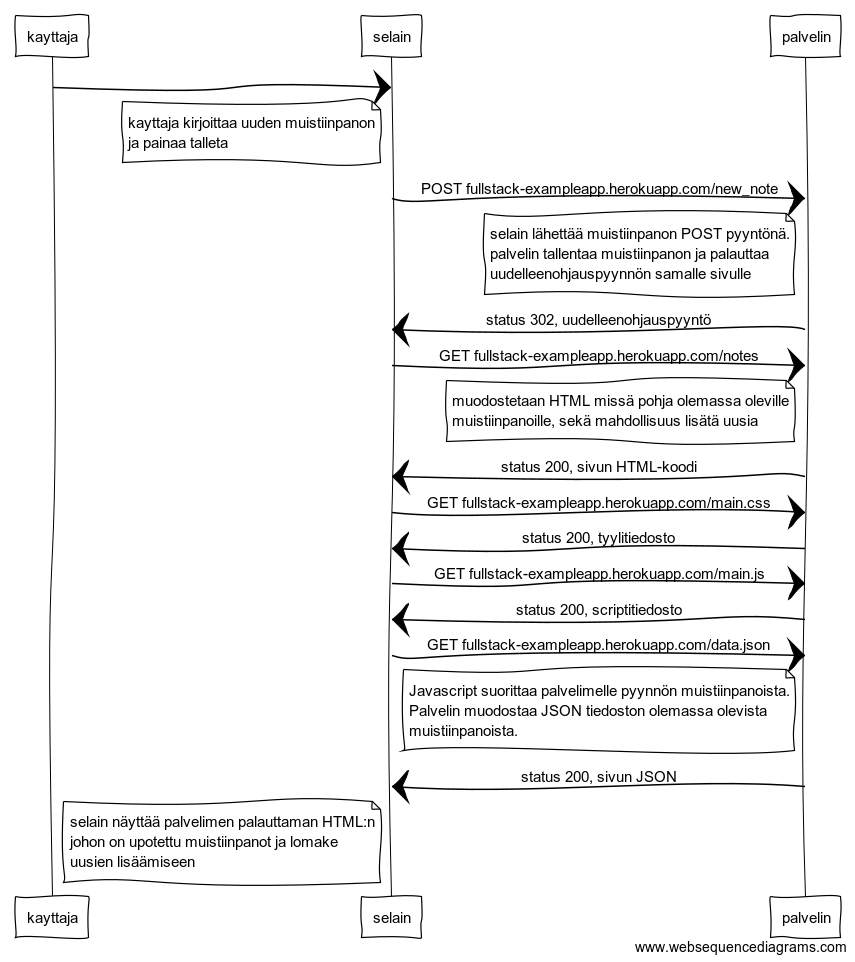 kayttaja
selain
palvelin
kayttaja kirjoittaa uuden muistiinpanon
ja painaa talleta
POST fullstack-exampleapp.herokuapp.com/new_note
selain lähettää muistiinpanon POST pyyntönä.
palvelin tallentaa muistiinpanon ja palauttaa
uudelleenohjauspyynnön samalle sivulle
status 302, uudelleenohjauspyyntö
GET fullstack-exampleapp.herokuapp.com/notes
muodostetaan HTML missä pohja olemassa oleville
muistiinpanoille, sekä mahdollisuus lisätä uusia
status 200, sivun HTML-koodi
GET fullstack-exampleapp.herokuapp.com/main.css
status 200, tyylitiedosto
GET fullstack-exampleapp.herokuapp.com/main.js
status 200, scriptitiedosto
GET fullstack-exampleapp.herokuapp.com/data.json
Javascript suorittaa palvelimelle pyynnön muistiinpanoista.
Palvelin muodostaa JSON tiedoston olemassa olevista
muistiinpanoista.
status 200, sivun JSON
selain näyttää palvelimen palauttaman HTML:n
johon on upotettu muistiinpanot ja lomake
uusien lisäämiseen
kayttaja
selain
palvelin
www.websequencediagrams.com